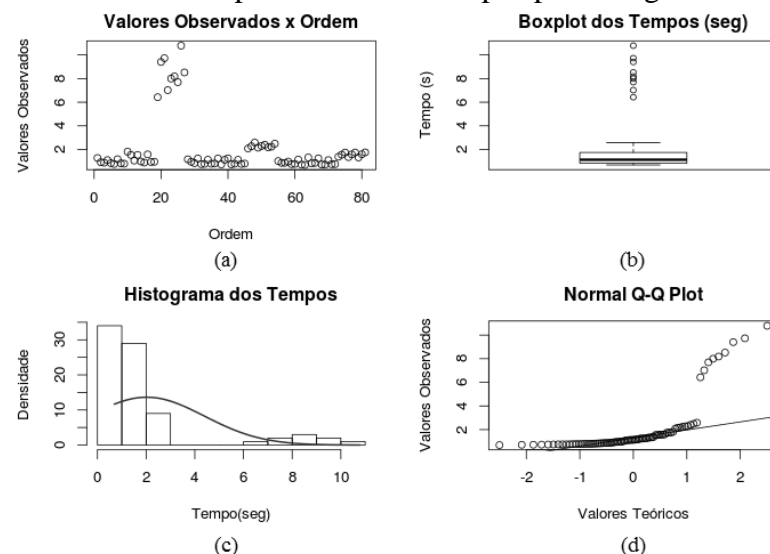 Valores Observados x Ordem
Valores Observados
2 4 6 8
0 20 40 60 80
Ordem
(a)
Boxplot dos Tempos (seg)
Tempo (s)
2 4 6 8
(b)
Histograma dos Tempos
Densidade
0 10 20 30
0 2 4 6 8 10
Tempo(seg)
(c)
Normal Q-Q Plot
Valores Observados
2 4 6 8
-2 -1 0 1 2
Valores Teóricos
(d)